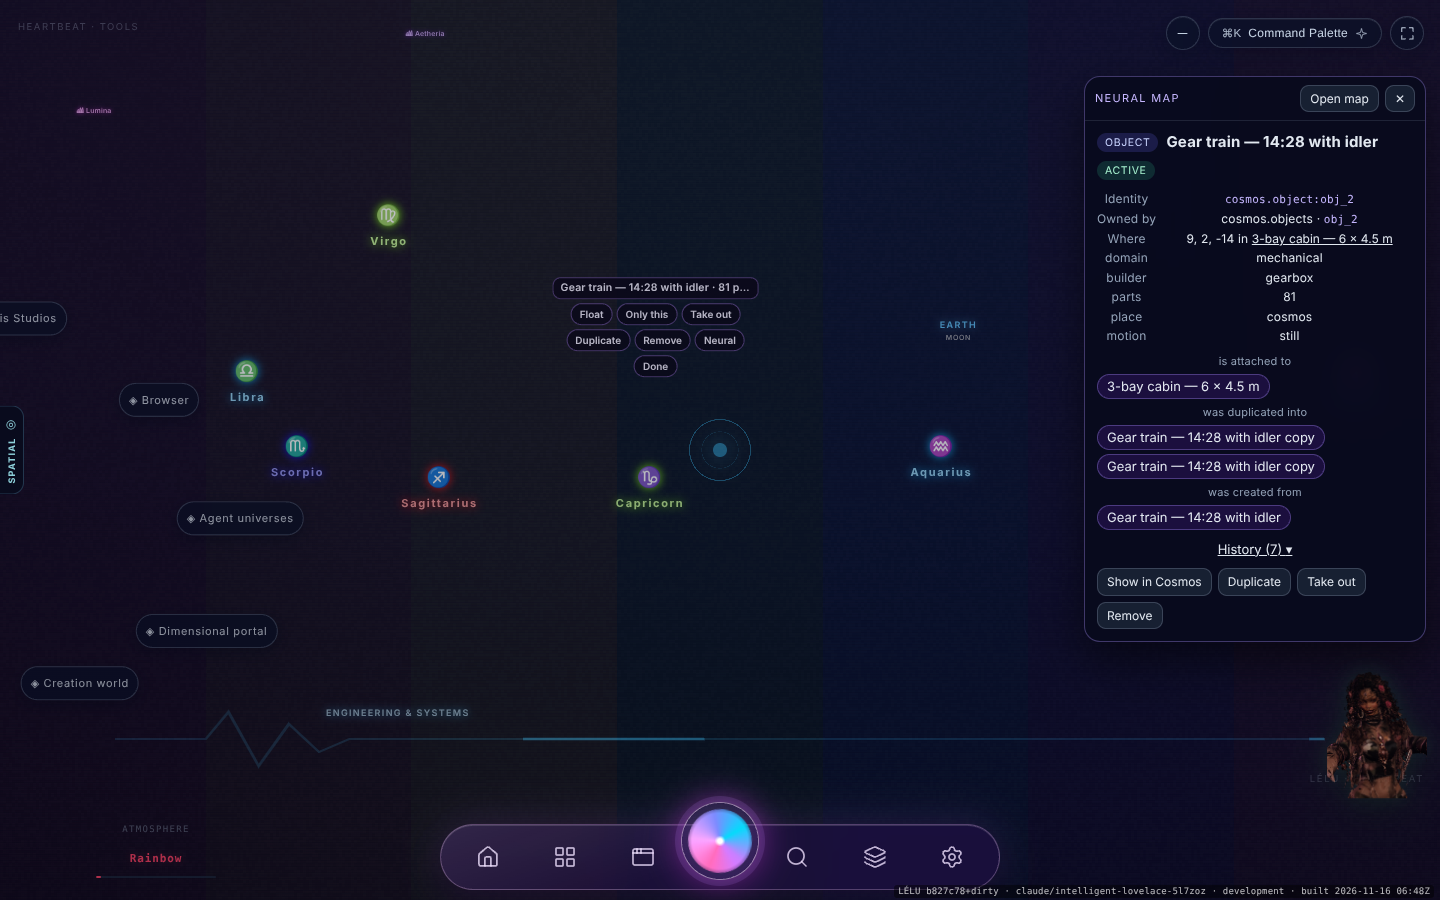 HEARTBEAT · TOOLS
Aetheria
Lumina
⌘K Command Palette
NEURAL MAP
Open map
✕
OBJECT Gear train — 14:28 with idler
ACTIVE
Identity cosmos.object:obj_2
Owned by cosmos.objects · obj_2
Where 9, 2, -14 in 3-bay cabin — 6 × 4.5 m
domain mechanical
builder gearbox
parts 81
place cosmos
motion still
is attached to
3-bay cabin — 6 × 4.5 m
was duplicated into
Gear train — 14:28 with idler copy
Gear train — 14:28 with idler copy
was created from
Gear train — 14:28 with idler
History (7) ▾
Show in Cosmos Duplicate Take out
Remove
Virgo
Gear train — 14:28 with idler · 81 p…
Float Only this Take out
Duplicate Remove Neural
Done
is Studios
EARTH
MOON
Libra
◈ Browser
SPATIAL ◎
Scorpio
Sagittarius
Capricorn
Aquarius
◈ Agent universes
◈ Dimensional portal
◈ Creation world
ENGINEERING & SYSTEMS
ATMOSPHERE
Rainbow
LÉLU b827c78+dirty · claude/intelligent-lovelace-5l7zoz · development · built 2026-11-16 06:48Z